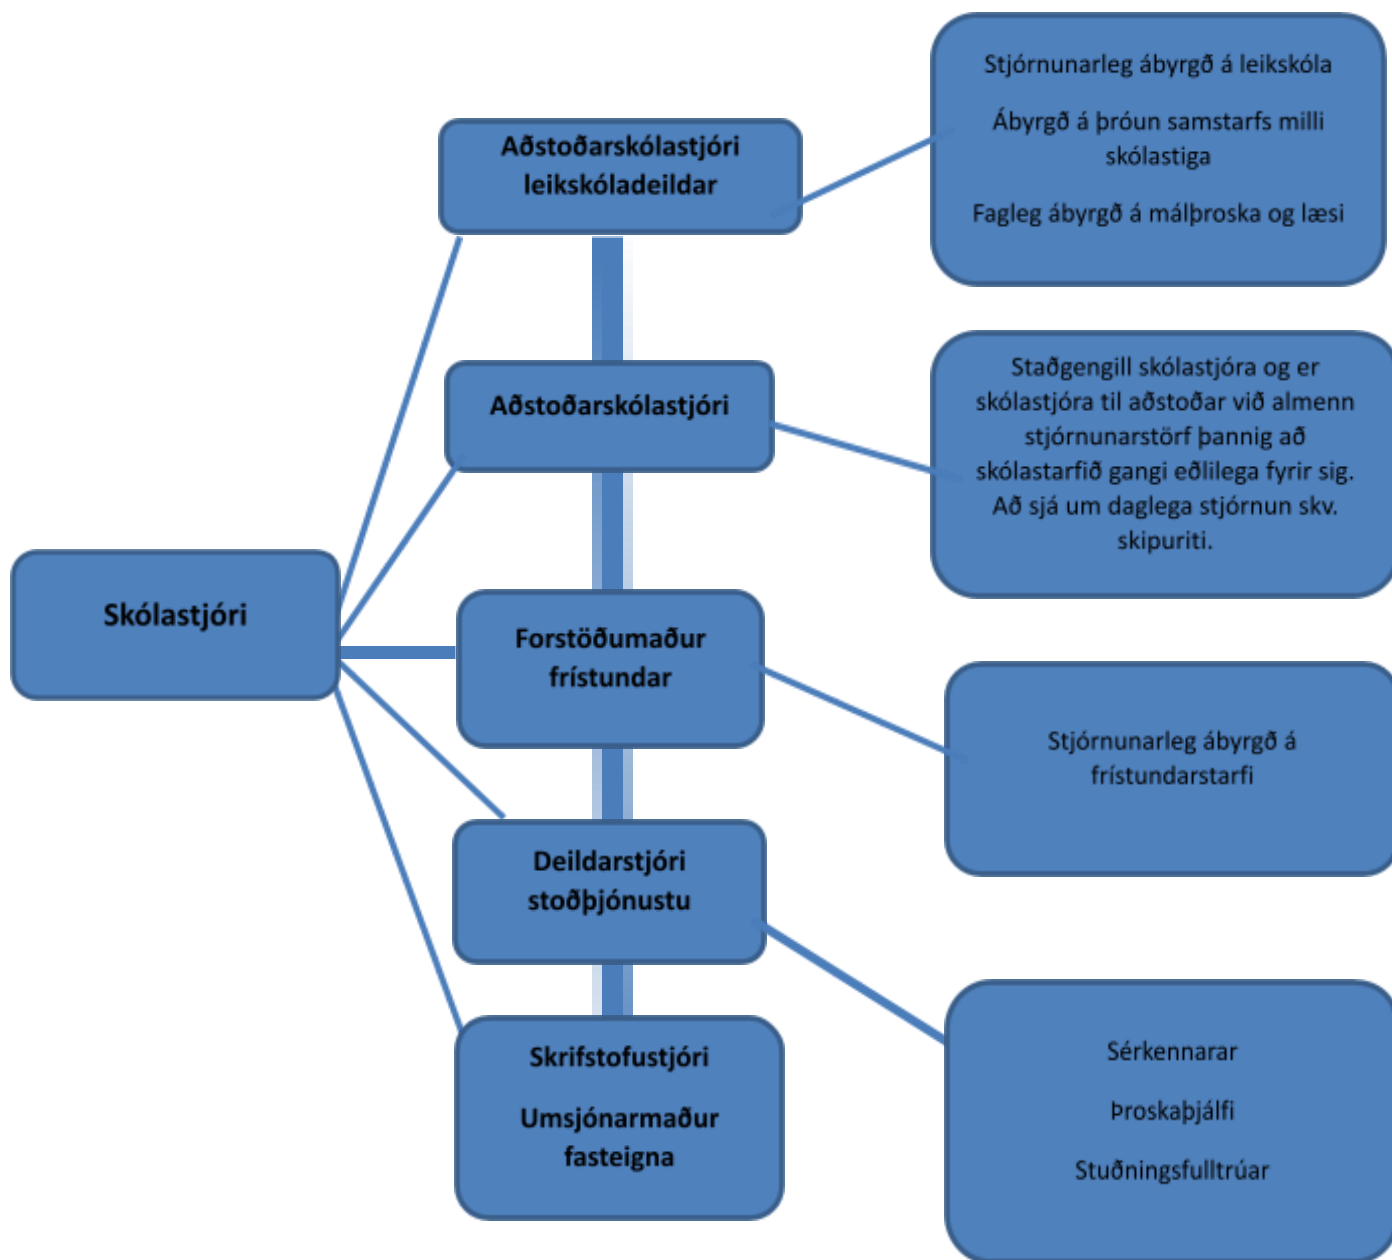 Skólastjóri
Aðstoðarskólastjóri
leikskóladeildar
Stjórnunarleg ábyrgð á leikskóla
Ábyrgð á þróun samstarfs milli
skólastiga
Fagleg ábyrgð á málþroska og læsi
Aðstoðarskólastjóri
Staðgengill skólastjóra og er
skólastjóra til aðstoðar við almenn
stjórnunarstörf þannig að
skólastarfið gangi eðlilega fyrir sig.
Að sjá um daglega stjórnun skv.
skipuriti.
Forstöðumaður
frístundar
Stjórnunarleg ábyrgð á
frístundarstarfi
Deildarstjóri
stoðþjónustu
Sérkennarar
Þroskaþjálfi
Stuðningsfulltrúar
Skrifstofustjóri
Umsjónarmaður
fasteigna